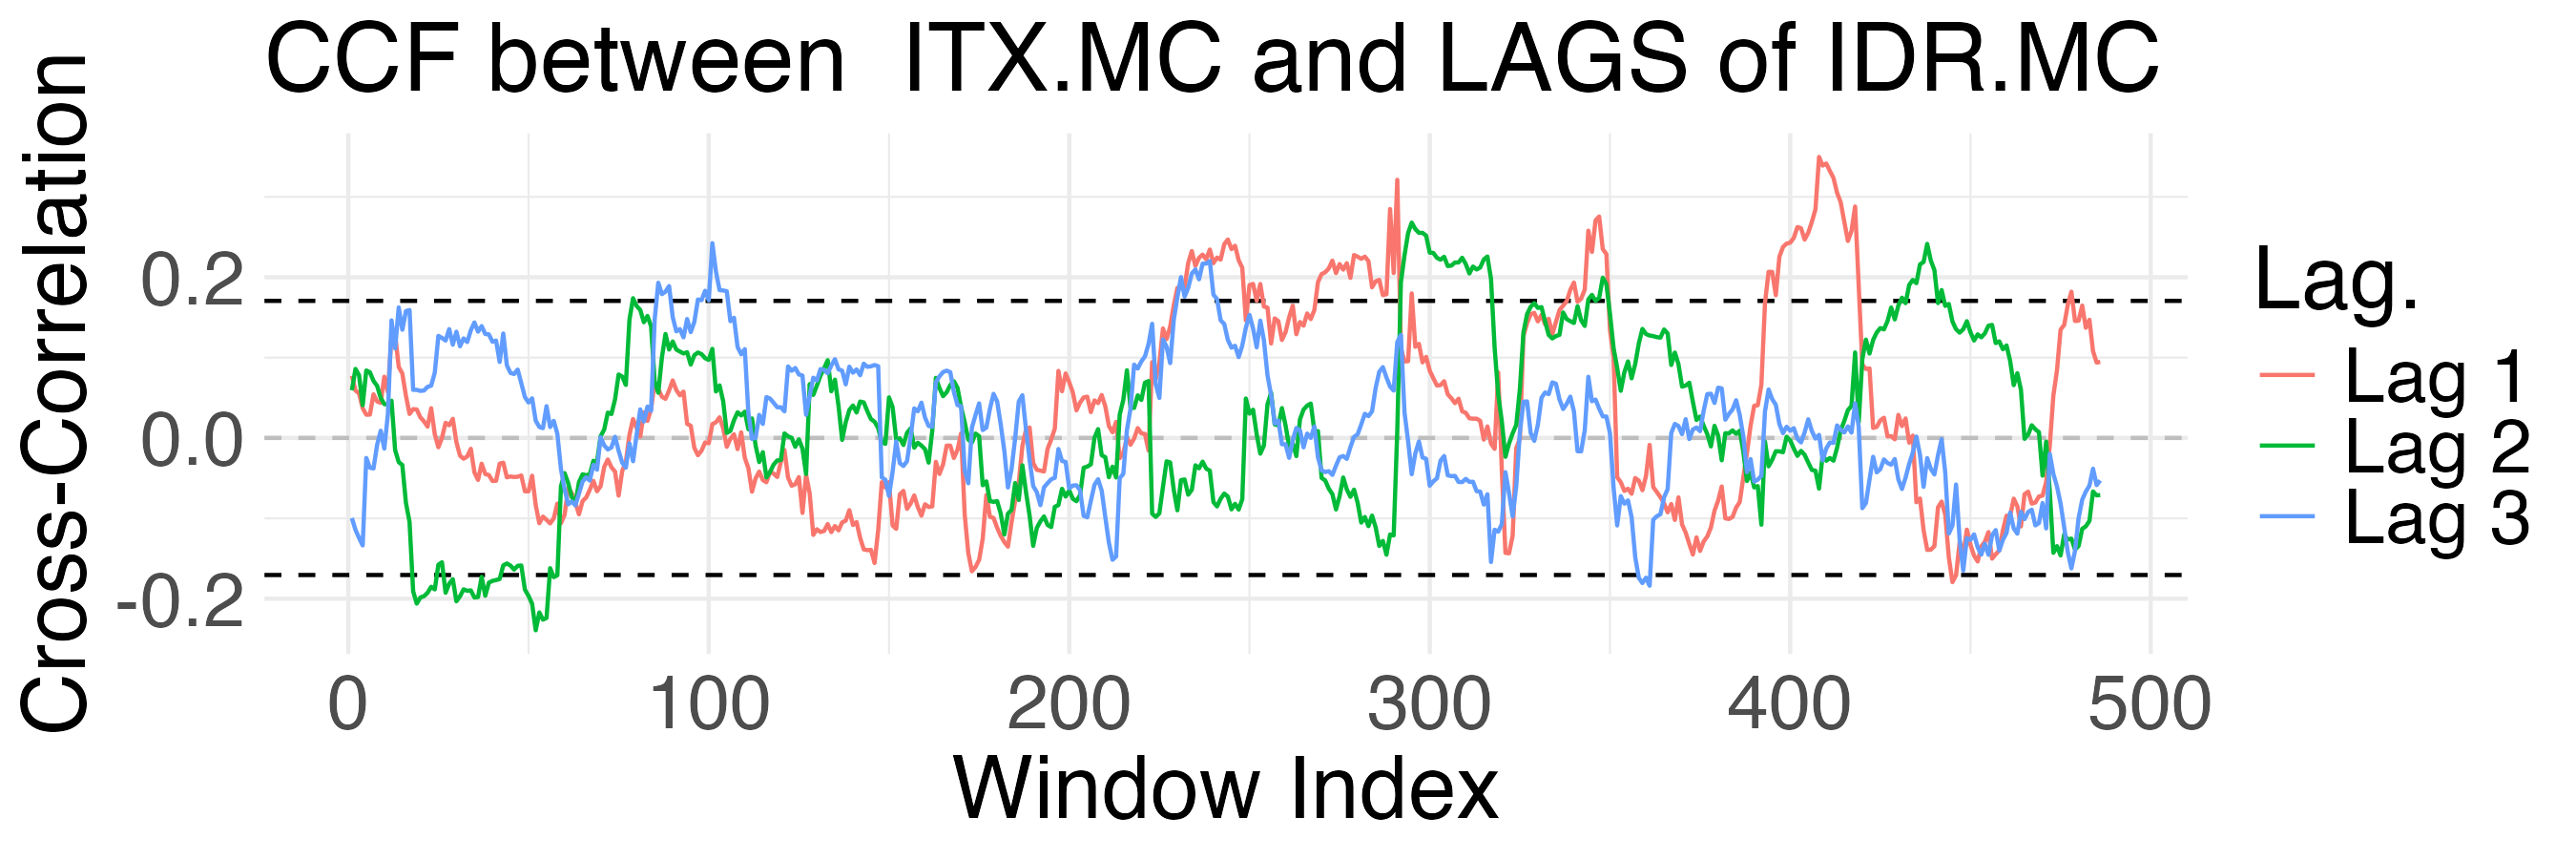 CCF between  ITX.MC and LAGS of IDR.MC
Cross-Correlation
0.2
0.0
-0.2
0 100 200 300 400 500
Window Index
Lag.
Lag 1
Lag 2
Lag 3